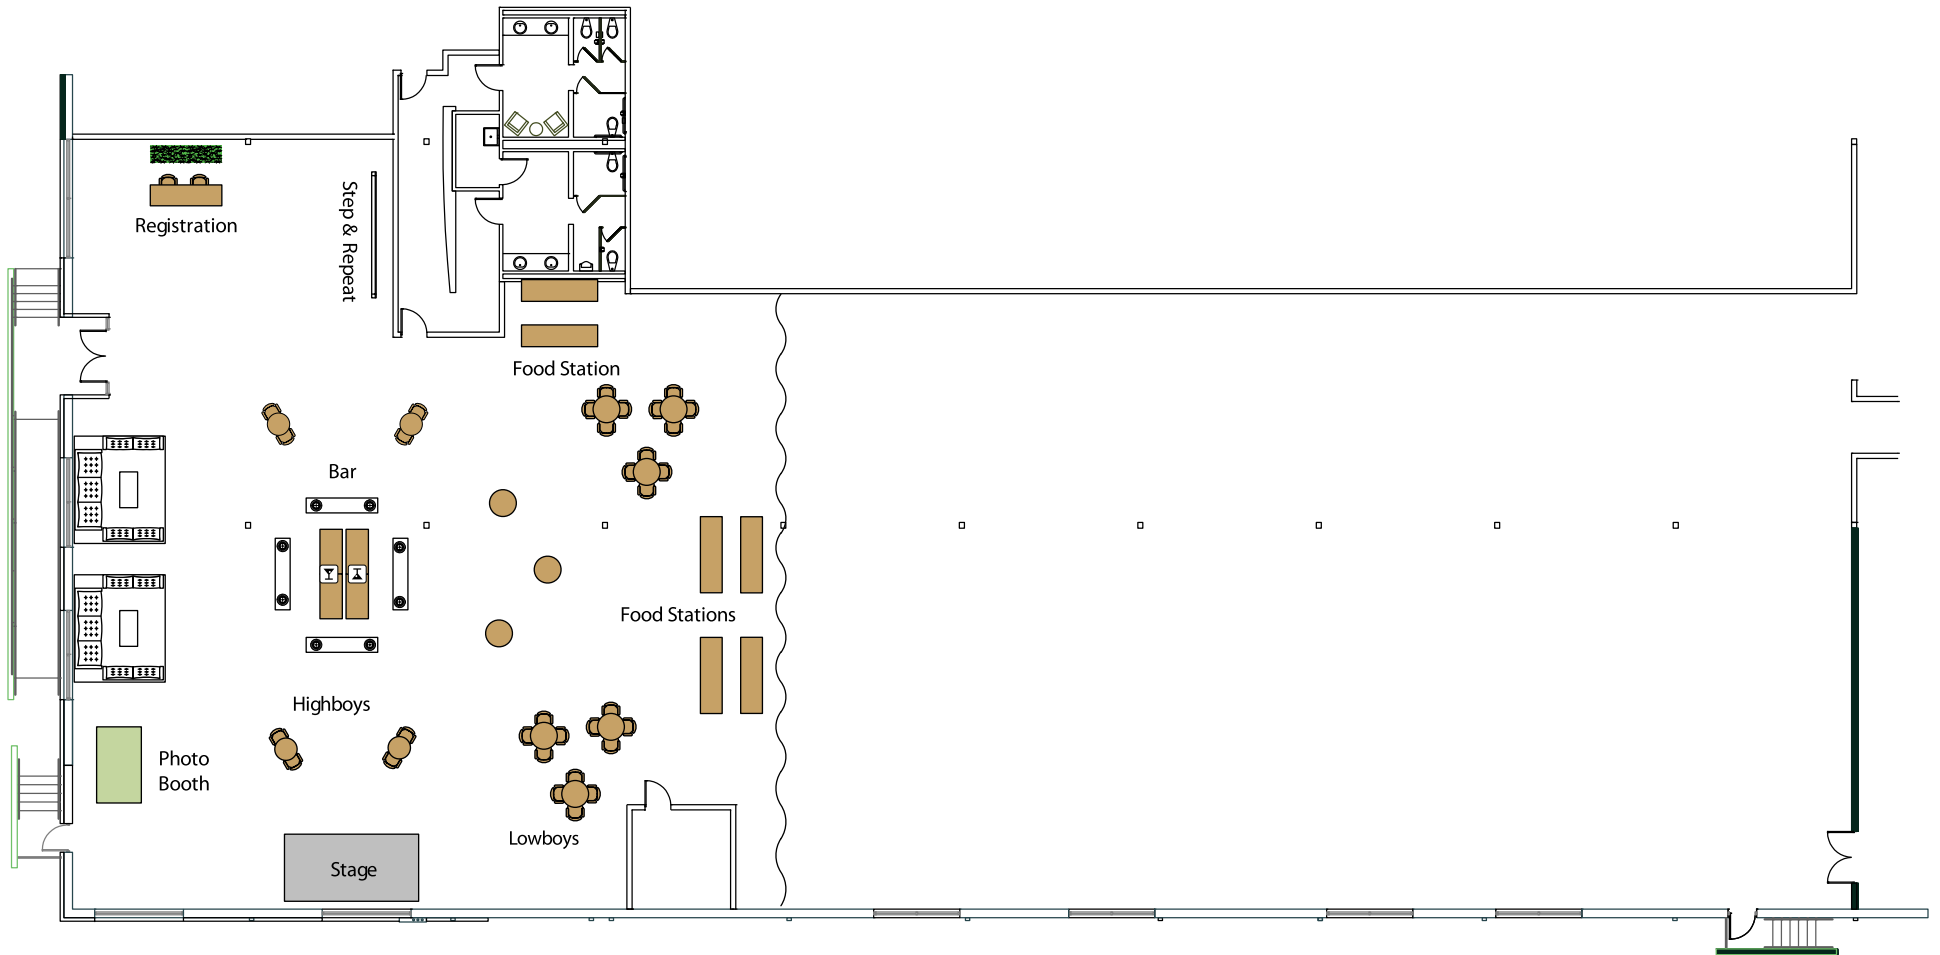 Registration
Step & Repeat
Food Station
Bar
Food Stations
Highboys
Photo
Booth
Lowboys
Stage